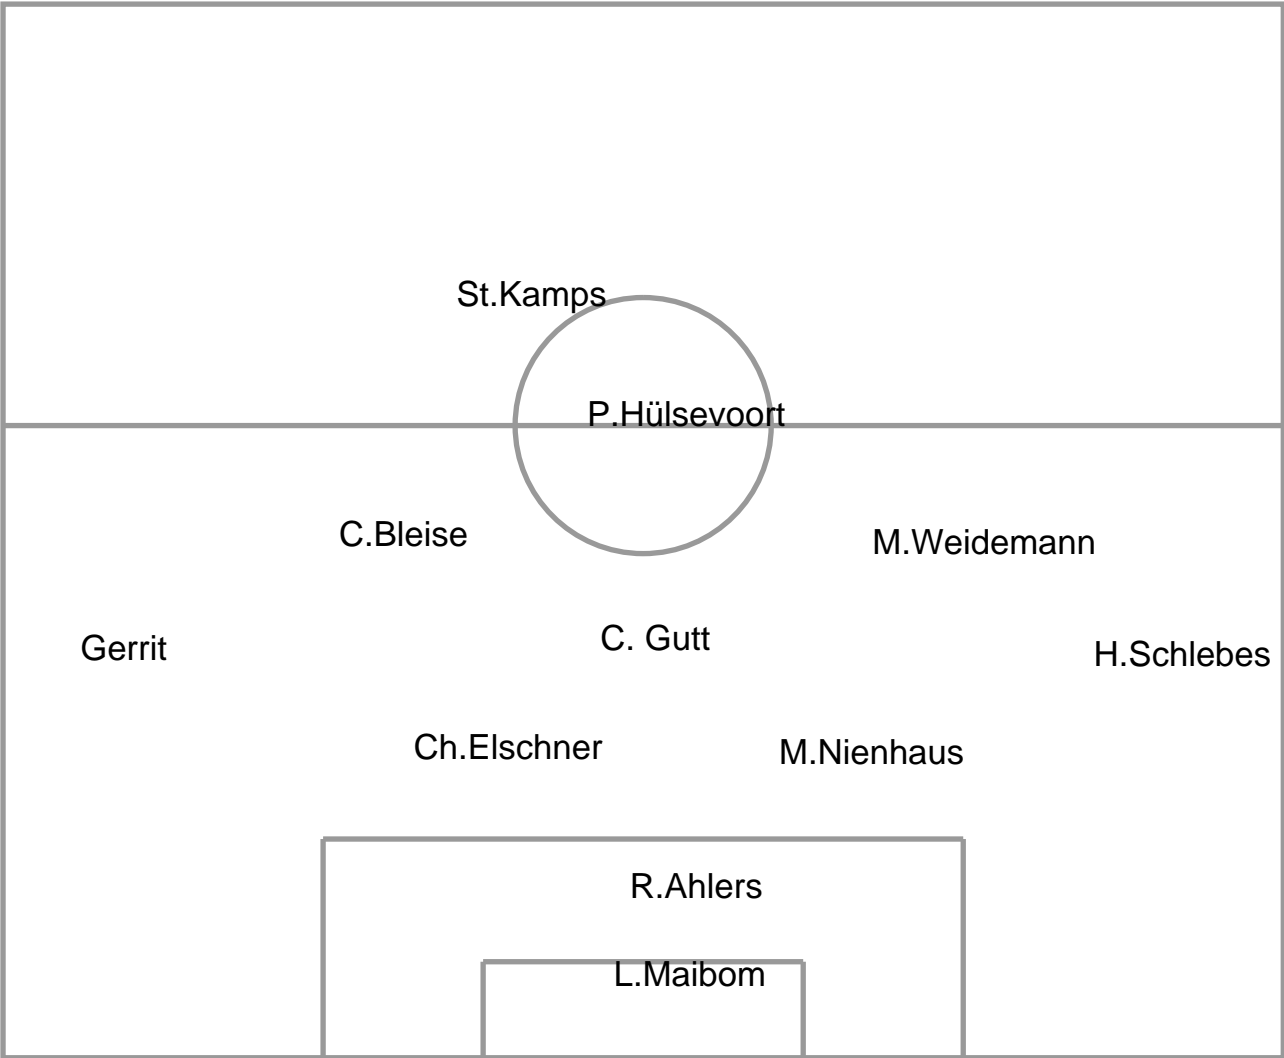 St.Kamps
P.Hülsevoort
C.Bleise
M.Weidemann
Gerrit
C. Gutt
H.Schlebes
Ch.Elschner
M.Nienhaus
R.Ahlers
L.Maibom